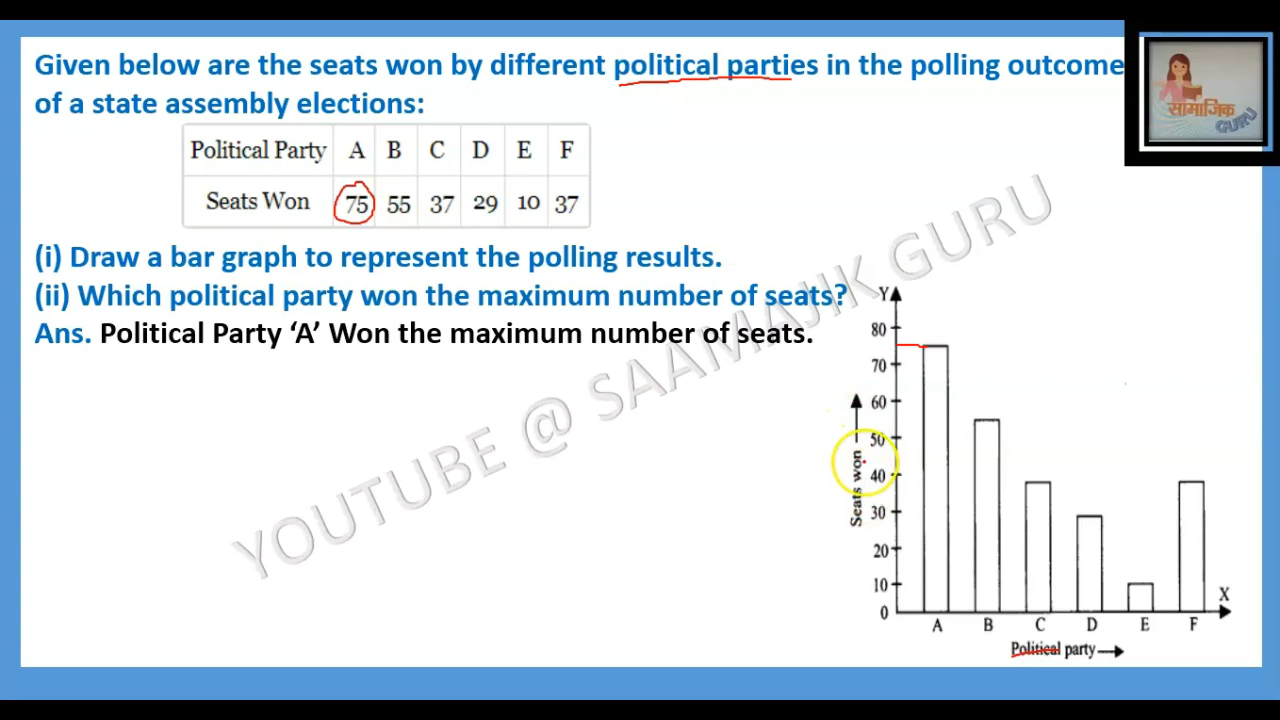 Given below are the seats won by different political parties in the polling outcome
of a state assembly elections:
Political Party A B C D E F
Seats Won 75 55 37 29 10 37
(i) Draw a bar graph to represent the polling results.
(ii) Which political party won the maximum number of seats?
Ans. Political Party ‘A’ Won the maximum number of seats.
सामाजिक
GURU
YOUTUBE @ SAAMAJIK GURU
Y
80
70
60
50
40
30
20
10
0
Seats won
A B C D E F
X
Political party